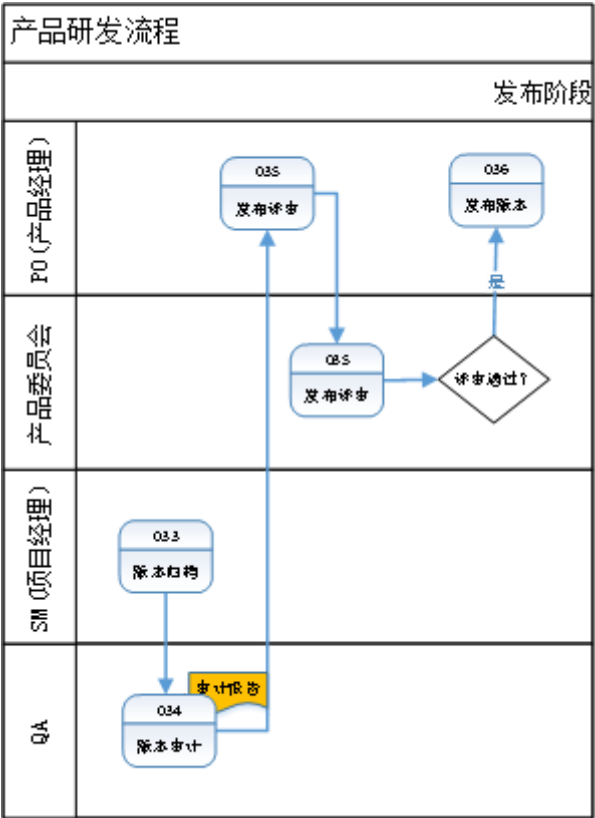 产品研发流程
发布阶段
PO(产品经理)
035
发布评审
036
发布版本
是
产品委员会
035
发布评审
评审通过?
SM(项目经理)
033
版本归档
QA
审计报告
034
版本审计